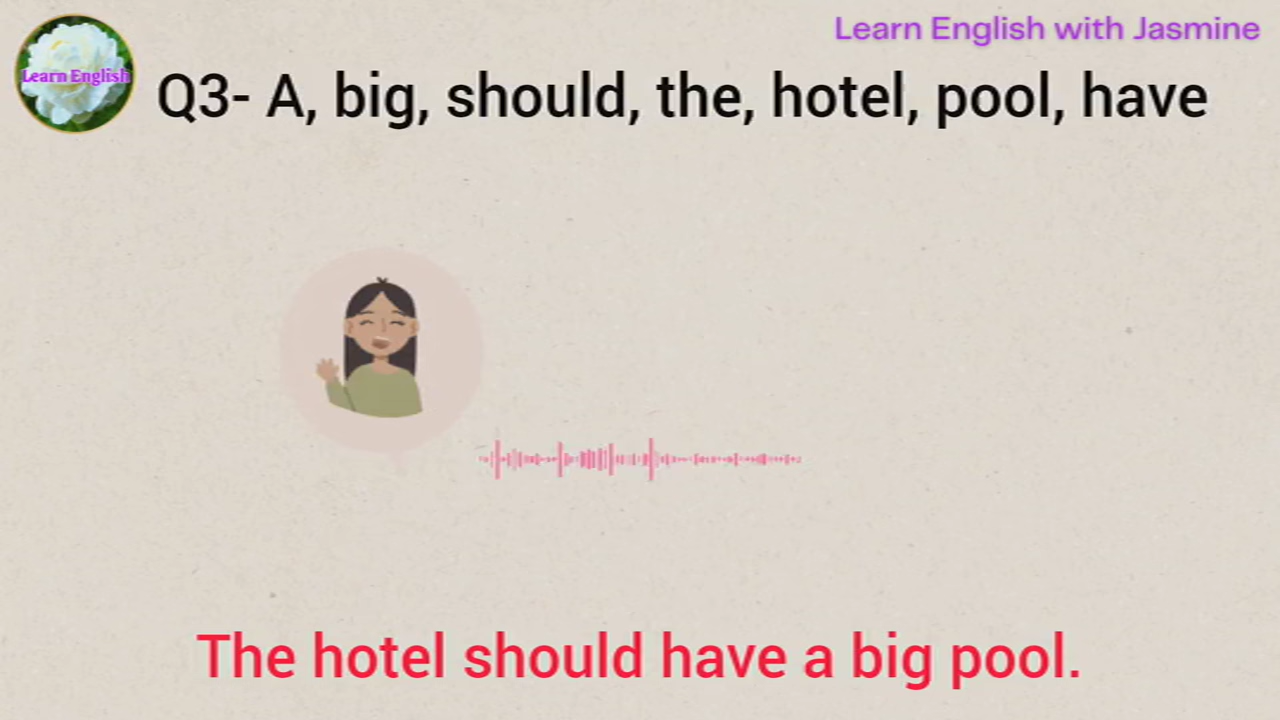 Learn English with Jasmine
Learn English
Q3- A, big, should, the, hotel, pool, have
The hotel should have a big pool.